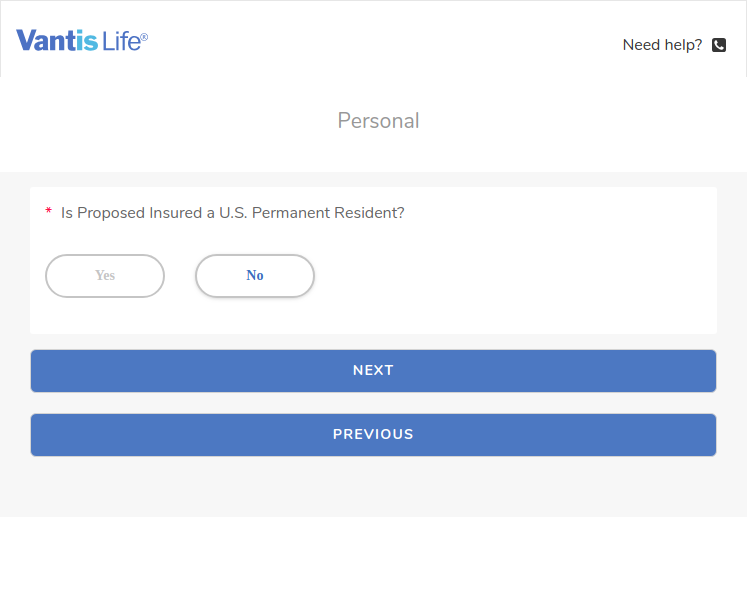 Vantis Life®
Need help?
Personal
* Is Proposed Insured a U.S. Permanent Resident?
Yes
No
NEXT
PREVIOUS